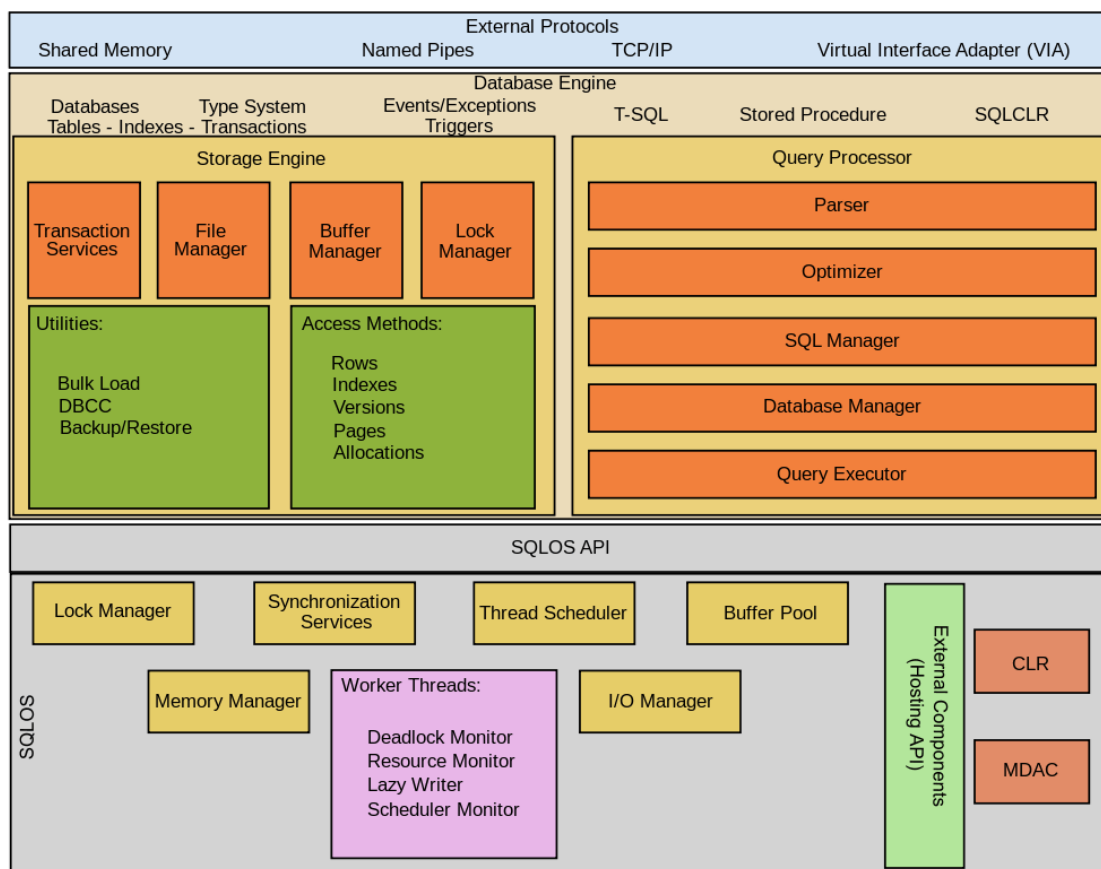 External Protocols
Shared Memory
Named Pipes
TCP/IP
Virtual Interface Adapter (VIA)
Database Engine
Databases
Type System
Tables - Indexes - Transactions
Events/Exceptions
Triggers
T-SQL
Stored Procedure
SQLCLR
Storage Engine
Transaction
Services
File
Manager
Buffer
Manager
Lock
Manager
Utilities:
Bulk Load
DBCC
Backup/Restore
Access Methods:
Rows
Indexes
Versions
Pages
Allocations
Query Processor
Parser
Optimizer
SQL Manager
Database Manager
Query Executor
SQLOS API
SQLOS
Lock Manager
Synchronization
Services
Thread Scheduler
Buffer Pool
Memory Manager
Worker Threads:
Deadlock Monitor
Resource Monitor
Lazy Writer
Scheduler Monitor
I/O Manager
External Components
(Hosting API)
CLR
MDAC